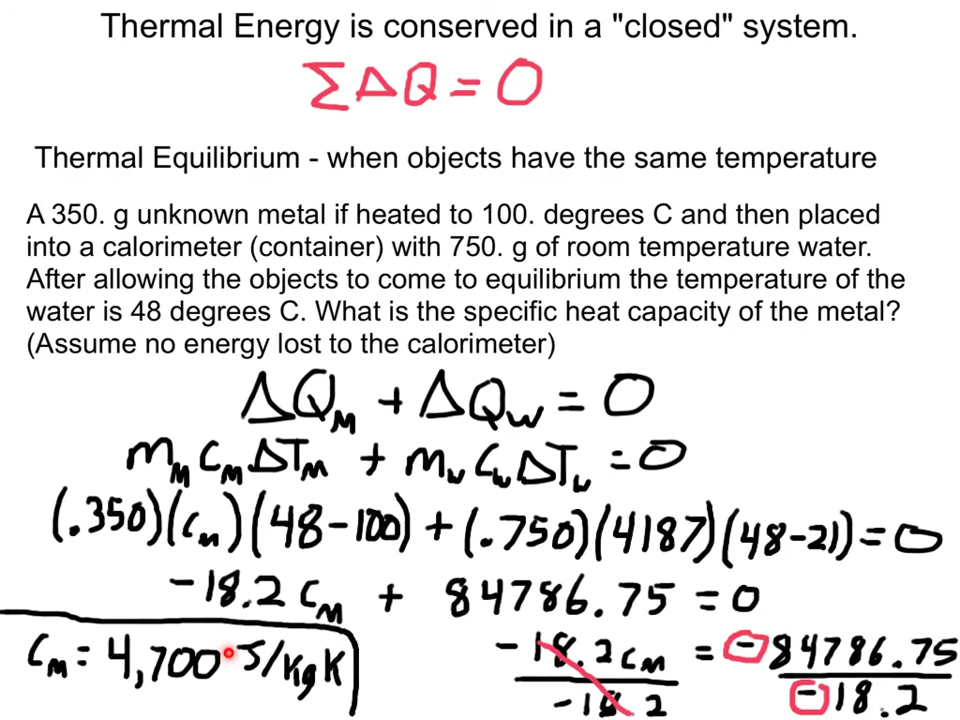 Thermal Energy is conserved in a "closed" system.
Σ ΔQ = 0
Thermal Equilibrium - when objects have the same temperature
A 350. g unknown metal if heated to 100. degrees C and then placed
into a calorimeter (container) with 750. g of room temperature water.
After allowing the objects to come to equilibrium the temperature of the
water is 48 degrees C. What is the specific heat capacity of the metal?
(Assume no energy lost to the calorimeter)
ΔQ_M + ΔQ_W = 0
m_M C_M ΔT_M + m_W C_W ΔT_W = 0
(.350)(C_M)(48-100) + (.750)(4187)(48-21) = 0
-18.2 C_M + 84786.75 = 0
C_M = 4,700 J/kg K
-18.2 C_M = -84786.75
-18.2 -18.2